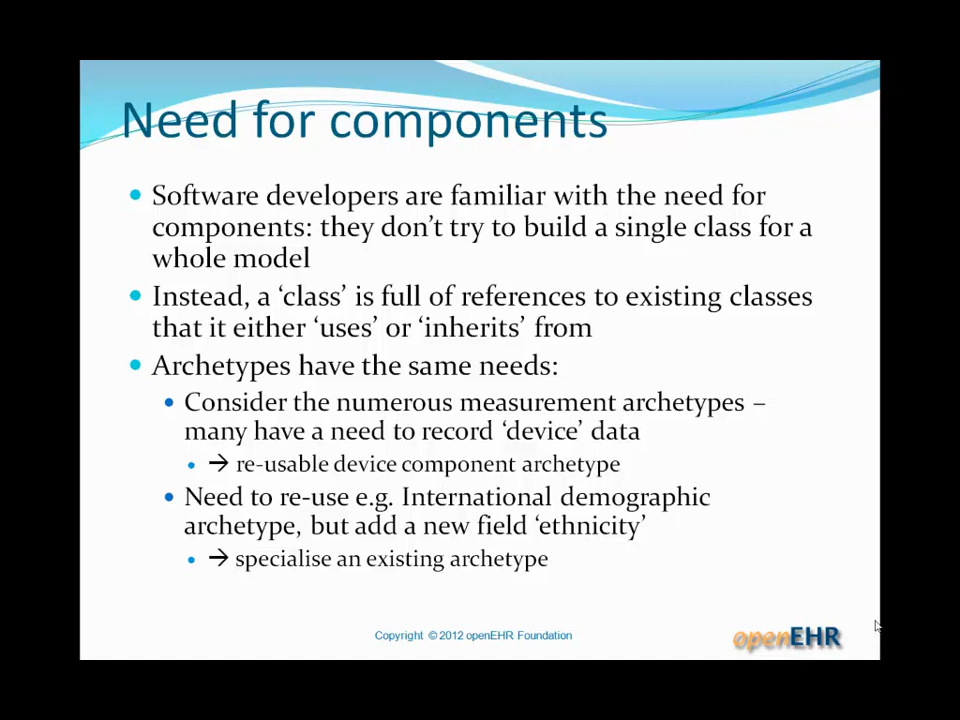 Need for components
• Software developers are familiar with the need for
components: they don’t try to build a single class for a
whole model
• Instead, a ‘class’ is full of references to existing classes
that it either ‘uses’ or ‘inherits’ from
• Archetypes have the same needs:
• Consider the numerous measurement archetypes –
many have a need to record ‘device’ data
• → re-usable device component archetype
• Need to re-use e.g. International demographic
archetype, but add a new field ‘ethnicity’
• → specialise an existing archetype
Copyright © 2012 openEHR Foundation
openEHR